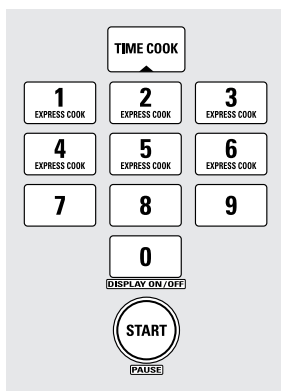 TIME COOK
1 2 3
EXPRESS COOK EXPRESS COOK EXPRESS COOK
4 5 6
EXPRESS COOK EXPRESS COOK EXPRESS COOK
7 8 9
0
DISPLAY ON/OFF
START
PAUSE